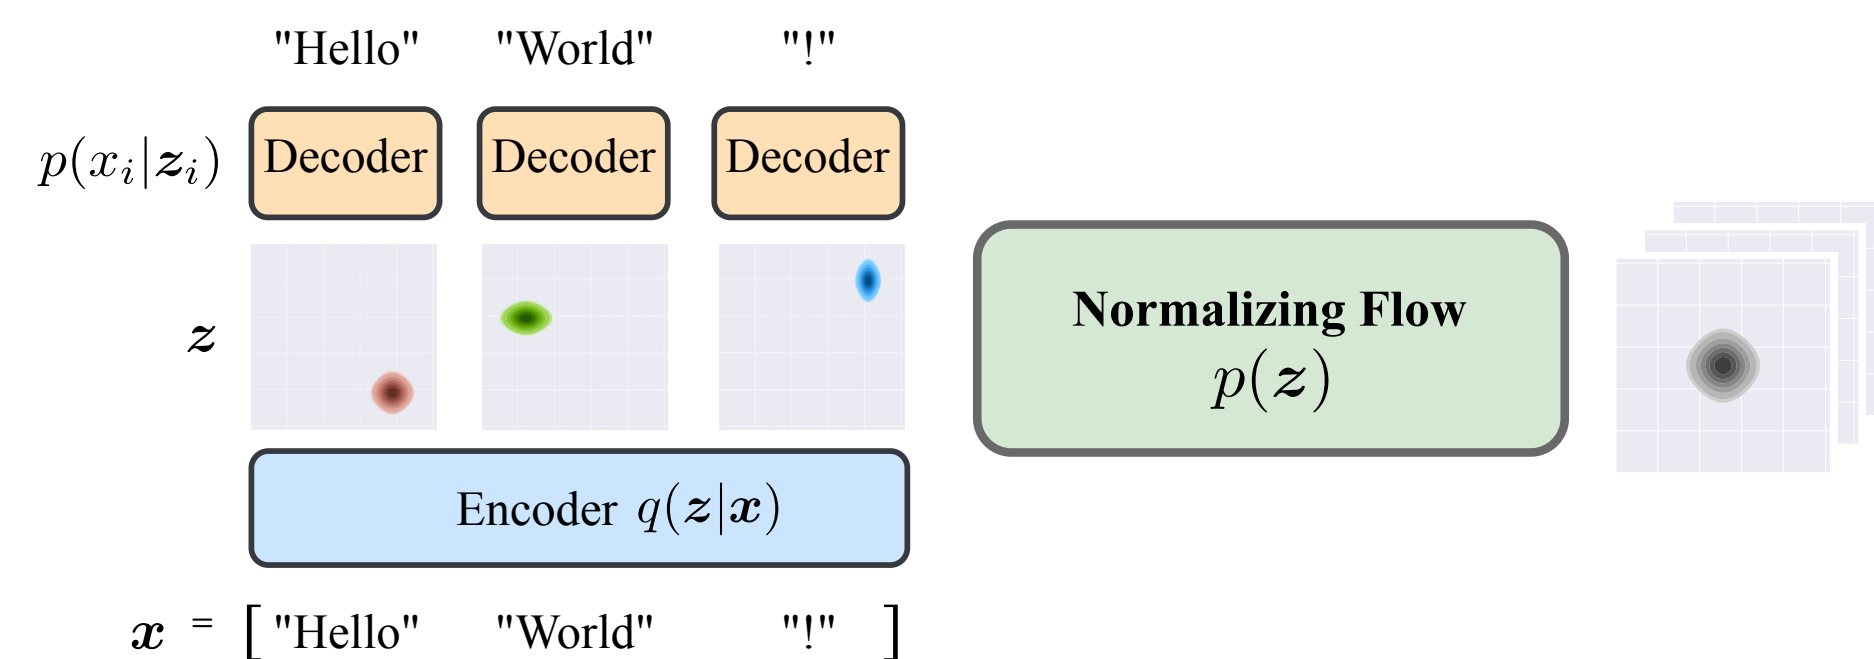 "Hello" "World" "!"
p(x_i|z_i) Decoder Decoder Decoder
z
Normalizing Flow
p(z)
Encoder q(z|x)
x = [ "Hello" "World" "!" ]